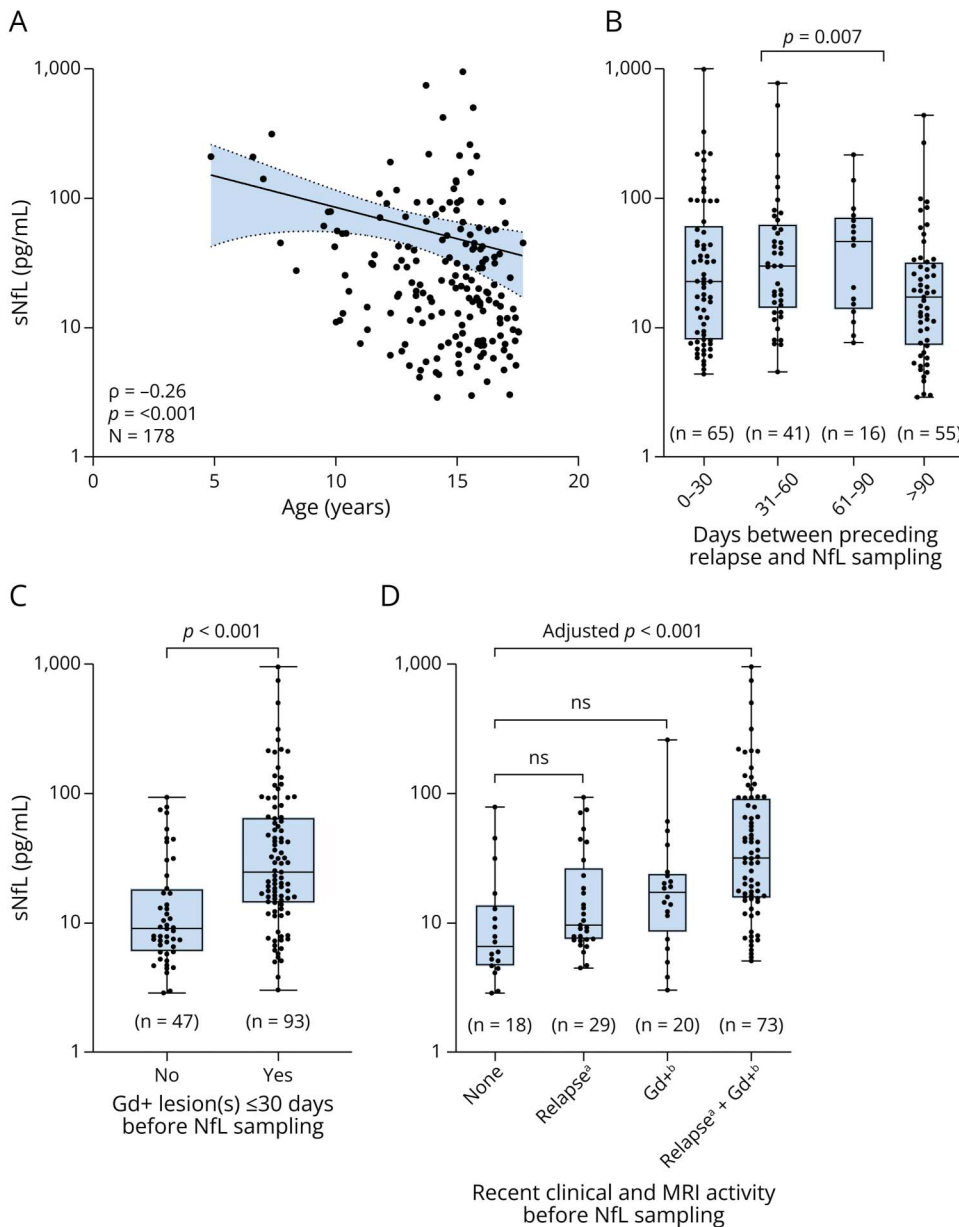 A
1,000
100
10
1
sNfL (pg/mL)
ρ = –0.26
p = <0.001
N = 178
0
5
10
15
20
Age (years)
B
p = 0.007
1,000
100
10
1
(n = 65)
(n = 41)
(n = 16)
(n = 55)
0–30
31–60
61–90
>90
Days between preceding
relapse and NfL sampling
C
p < 0.001
1,000
100
10
1
sNfL (pg/mL)
(n = 47)
(n = 93)
No
Yes
Gd+ lesion(s) ≤30 days
before NfL sampling
D
Adjusted p < 0.001
ns
ns
1,000
100
10
1
(n = 18)
(n = 29)
(n = 20)
(n = 73)
None
Relapseᵃ
Gd+ᵇ
Relapseᵃ + Gd+ᵇ
Recent clinical and MRI activity
before NfL sampling